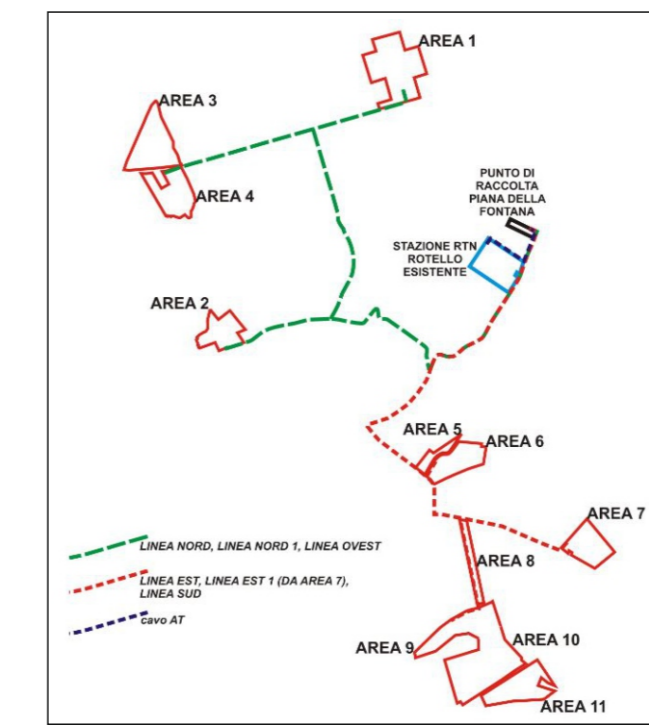 AREA 1
AREA 3
PUNTO DI
RACCOLTA
PIANA DELLA
FONTANA
AREA 4
STAZIONE RTN
ROTELLO
ESISTENTE
AREA 2
AREA 5
AREA 6
AREA 7
LINEA NORD, LINEA NORD 1, LINEA OVEST
AREA 8
LINEA EST, LINEA EST 1 (DA AREA 7),
LINEA SUD
cavo AT
AREA 9
AREA 10
AREA 11